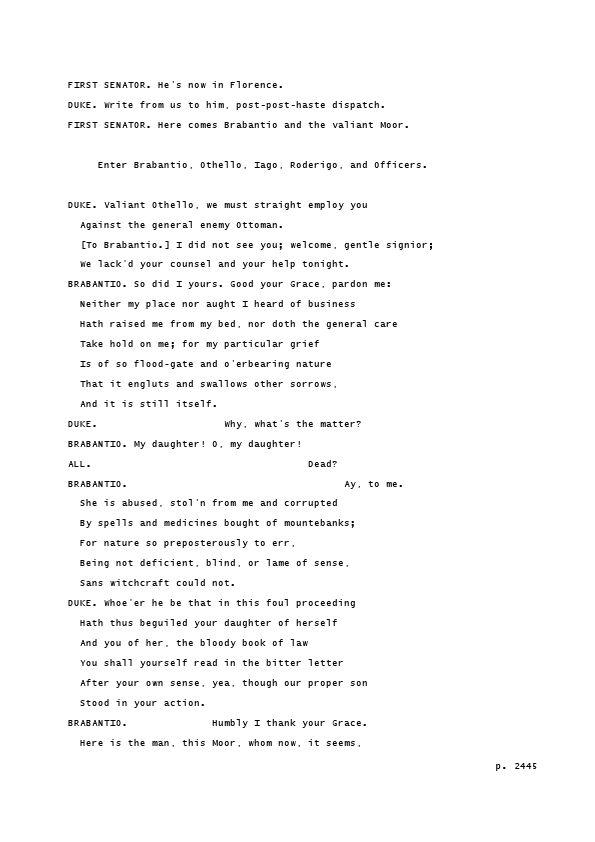 FIRST SENATOR. He's now in Florence.
DUKE. Write from us to him, post-post-haste dispatch.
FIRST SENATOR. Here comes Brabantio and the valiant Moor.
Enter Brabantio, Othello, Iago, Roderigo, and Officers.
DUKE. Valiant Othello, we must straight employ you
Against the general enemy Ottoman.
[To Brabantio.] I did not see you; welcome, gentle signior;
We lack'd your counsel and your help tonight.
BRABANTIO. So did I yours. Good your Grace, pardon me:
Neither my place nor aught I heard of business
Hath raised me from my bed, nor doth the general care
Take hold on me; for my particular grief
Is of so flood-gate and o'erbearing nature
That it engluts and swallows other sorrows,
And it is still itself.
DUKE. Why, what's the matter?
BRABANTIO. My daughter! O, my daughter!
ALL. Dead?
BRABANTIO. Ay, to me.
She is abused, stol'n from me and corrupted
By spells and medicines bought of mountebanks;
For nature so preposterously to err,
Being not deficient, blind, or lame of sense,
Sans witchcraft could not.
DUKE. Whoe'er he be that in this foul proceeding
Hath thus beguiled your daughter of herself
And you of her, the bloody book of law
You shall yourself read in the bitter letter
After your own sense, yea, though our proper son
Stood in your action.
BRABANTIO. Humbly I thank your Grace.
Here is the man, this Moor, whom now, it seems,
p. 2445